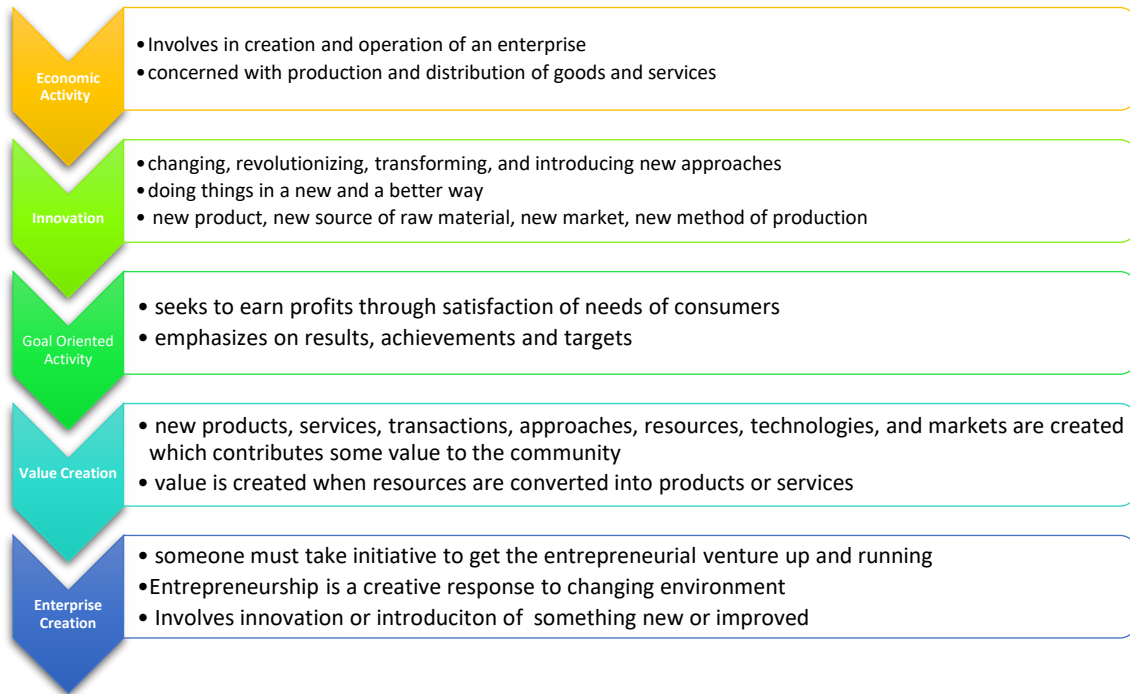 Economic
Activity
•Involves in creation and operation of an enterprise
•concerned with production and distribution of goods and services
Innovation
•changing, revolutionizing, transforming, and introducing new approaches
•doing things in a new and a better way
• new product, new source of raw material, new market, new method of production
Goal Oriented
Activity
• seeks to earn profits through satisfaction of needs of consumers
• emphasizes on results, achievements and targets
Value Creation
• new products, services, transactions, approaches, resources, technologies, and markets are created
which contributes some value to the community
• value is created when resources are converted into products or services
Enterprise
Creation
• someone must take initiative to get the entrepreneurial venture up and running
•Entrepreneurship is a creative response to changing environment
• Involves innovation or introduciton of something new or improved